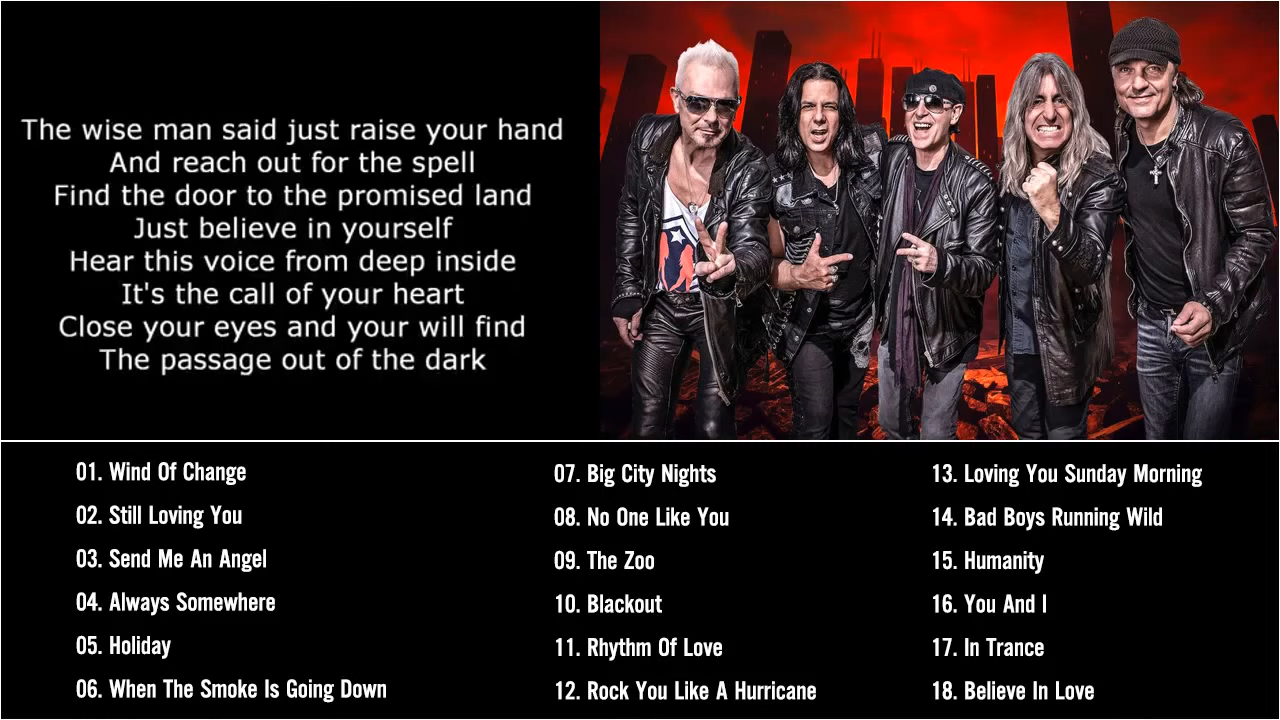 The wise man said just raise your hand
And reach out for the spell
Find the door to the promised land
Just believe in yourself
Hear this voice from deep inside
It's the call of your heart
Close your eyes and your will find
The passage out of the dark
01. Wind Of Change
02. Still Loving You
03. Send Me An Angel
04. Always Somewhere
05. Holiday
06. When The Smoke Is Going Down
07. Big City Nights
08. No One Like You
09. The Zoo
10. Blackout
11. Rhythm Of Love
12. Rock You Like A Hurricane
13. Loving You Sunday Morning
14. Bad Boys Running Wild
15. Humanity
16. You And I
17. In Trance
18. Believe In Love